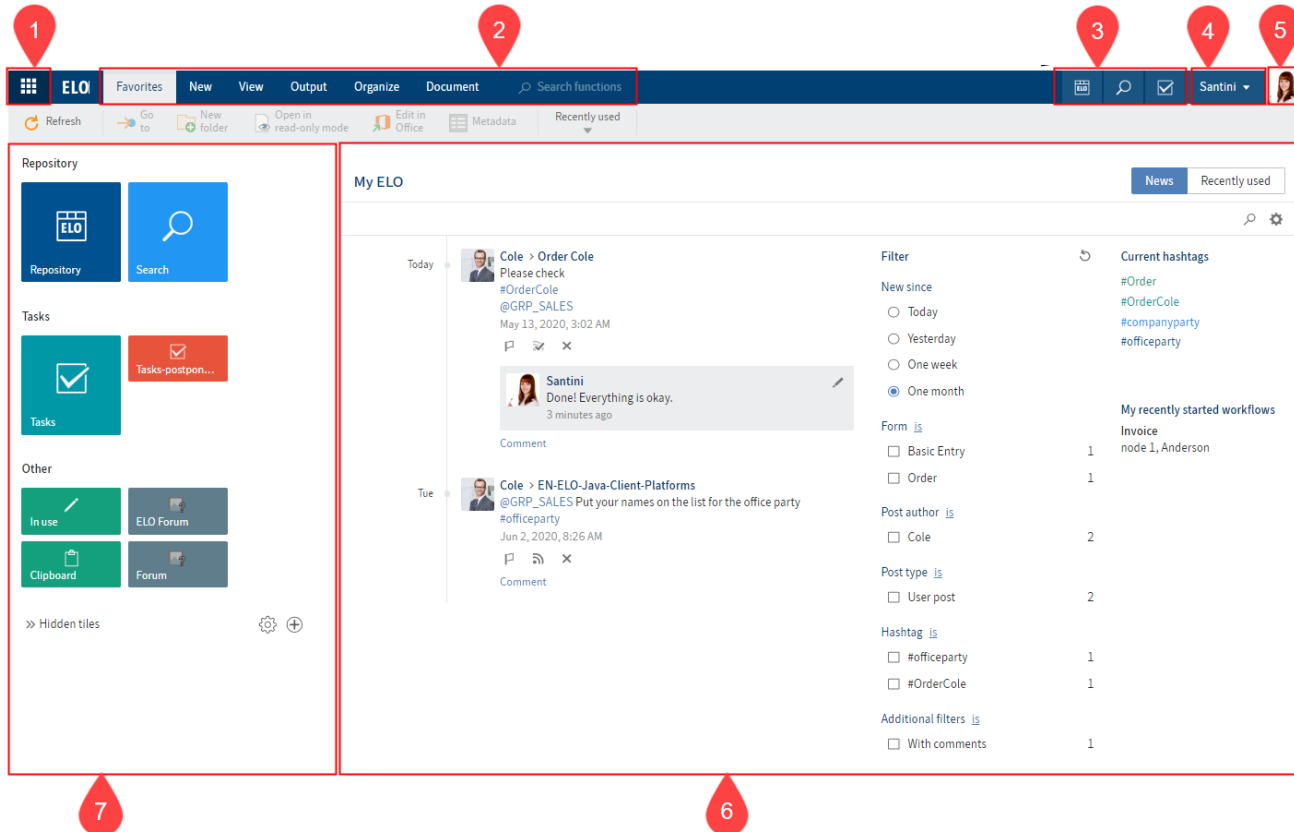 1
2
3
4
5
ELO
Favorites
New
View
Output
Organize
Document
Search functions
ELO
Santini
Refresh
Go
to
New
folder
Open in
read-only mode
Edit in
Office
Metadata
Recently used
Repository
ELO
Repository
Search
Tasks
Tasks
Tasks-postpon...
Other
In use
ELO Forum
Clipboard
Forum
Hidden tiles
My ELO
News
Recently used
Today
Cole > Order Cole
Please check
#OrderCole
@GRP_SALES
May 13, 2020, 3:02 AM
Santini
Done! Everything is okay.
3 minutes ago
Comment
Tue
Cole > EN-ELO-Java-Client-Platforms
@GRP_SALES Put your names on the list for the office party
#officeparty
Jun 2, 2020, 8:26 AM
Comment
Filter
New since
Today
Yesterday
One week
One month
Form is
Basic Entry 1
Order 1
Post author is
Cole 2
Post type is
User post 2
Hashtag is
#officeparty 1
#OrderCole 1
Additional filters is
With comments 1
Current hashtags
#Order
#OrderCole
#companyparty
#officeparty
My recently started workflows
Invoice
node 1, Anderson
7
6